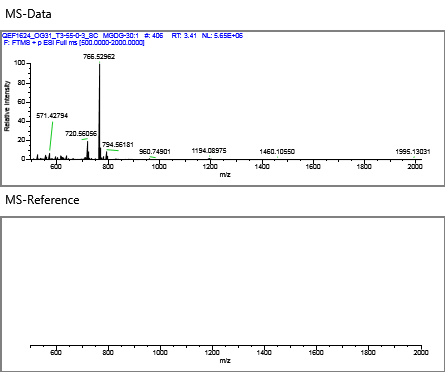 MS-Data
QEF1624_OG31_T3-55-0-3_SC MGDG-30:1 #: 406 RT: 3.41 NL: 5.65E+06
F: FTMS + p ESI Full ms [500.0000-2000.0000]
766.52962
100
80
60
40
20
0
Relative Intensity
571.42794
720.56056
794.56181
960.74901
1194.08975
1460.10550
1995.13031
600 800 1000 1200 1400 1600 1800 2000
m/z
MS-Reference
600 800 1000 1200 1400 1600 1800 2000
m/z